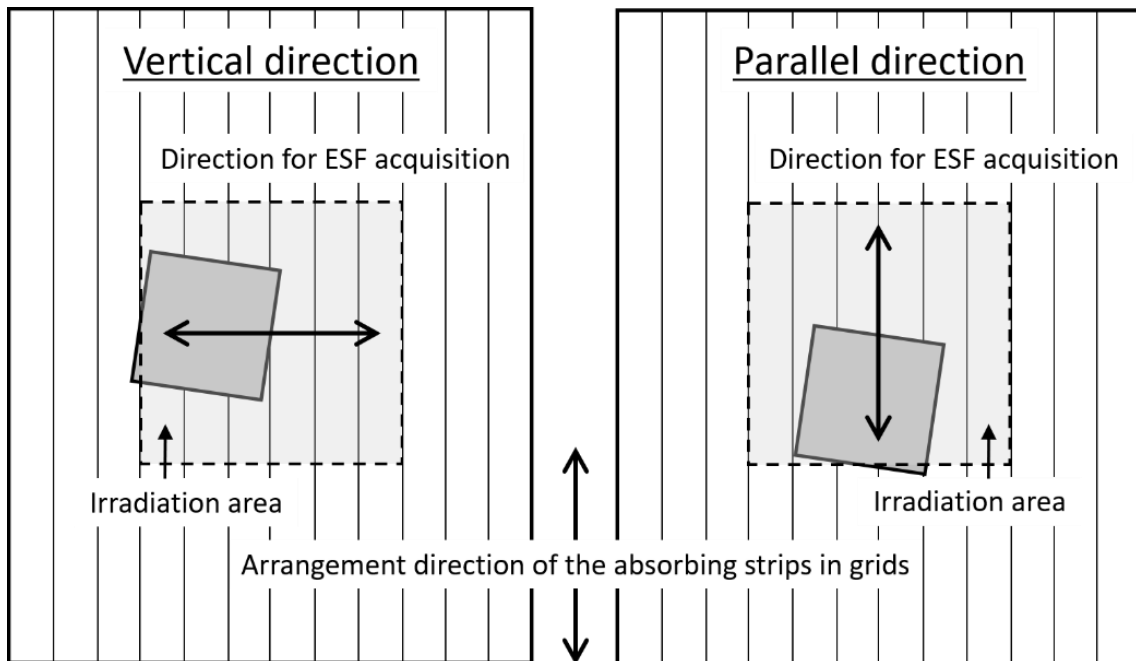 Vertical direction
Direction for ESF acquisition
Irradiation area
Parallel direction
Direction for ESF acquisition
Irradiation area
Arrangement direction of the absorbing strips in grids